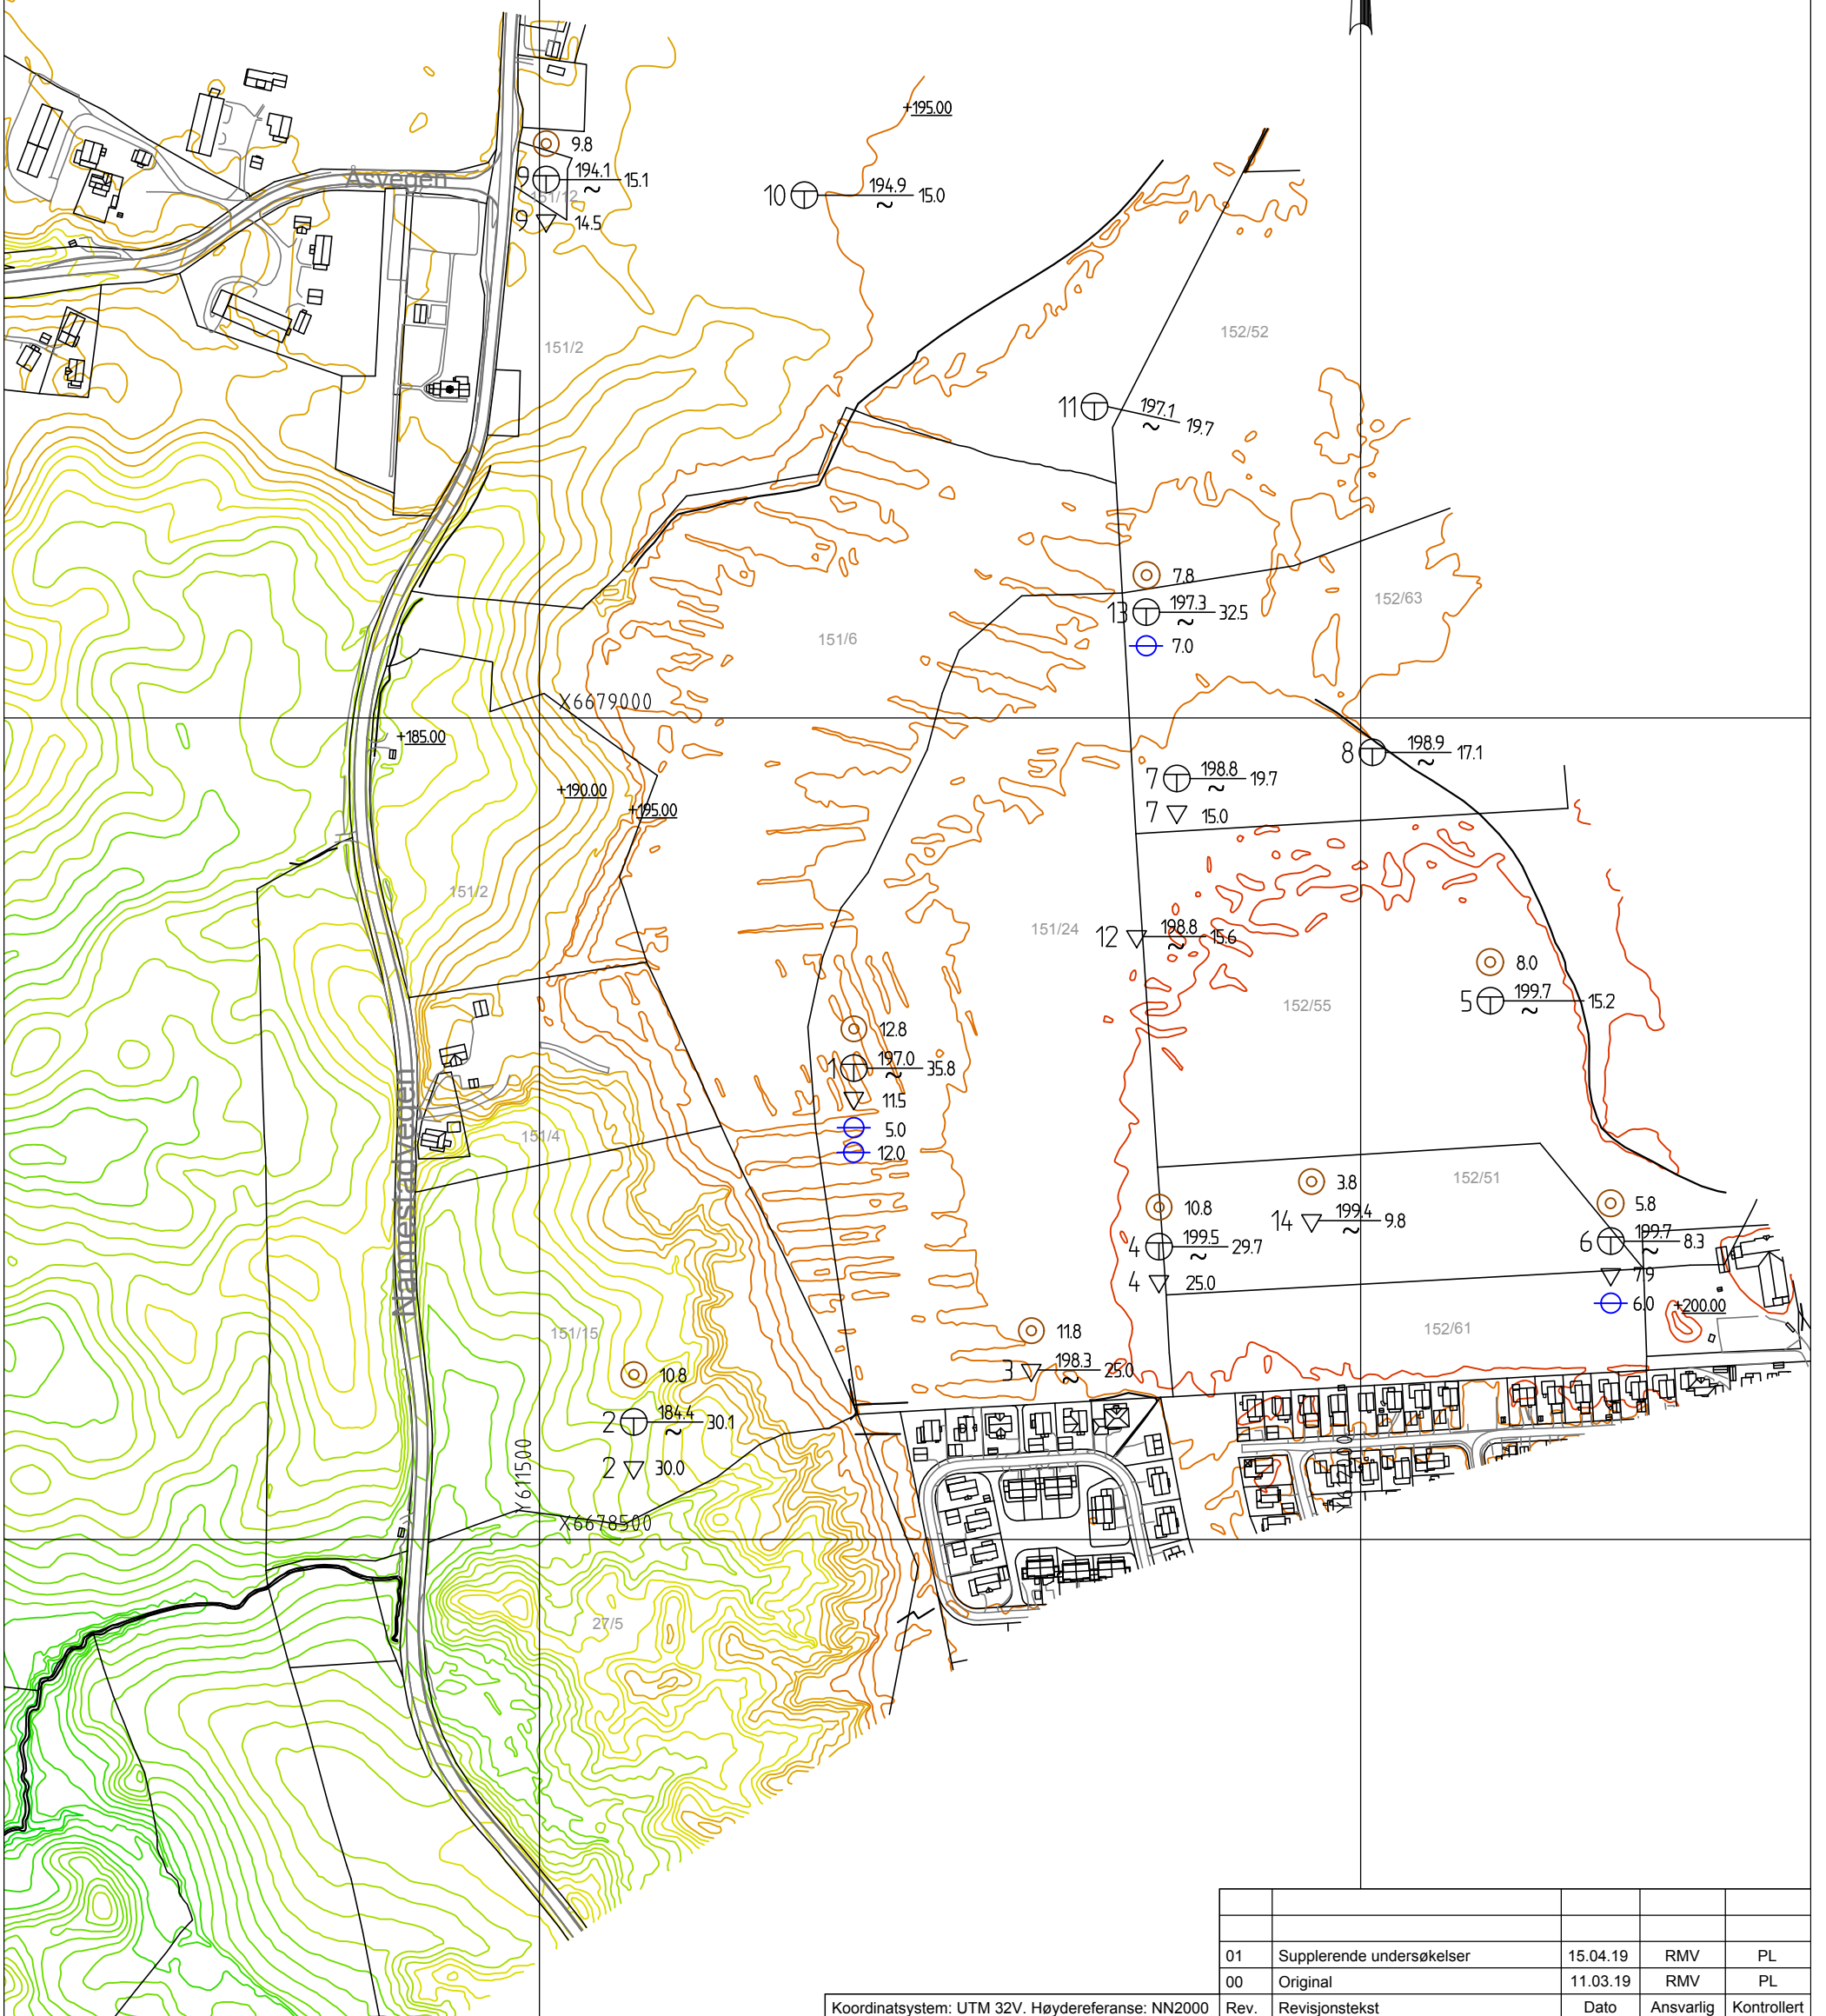 +195.00
9.8
9 194.1 ~ 15.1
151/12
9 14.5
Åsvegen
10 194.9 ~ 15.0
152/52
151/2
11 197.1 ~ 19.7
7.8
13 197.3 ~ 32.5
7.0
152/63
151/6
X6679000
+185.00
8 198.9 ~ 17.1
7 198.8 ~ 19.7
7 15.0
+190.00
+195.00
151/2
151/24
12 198.8 ~ 15.6
8.0
5 199.7 ~ 15.2
152/55
12.8
1 197.0 ~ 35.8
11.5
5.0
12.0
151/4
Nannestadvegen
152/51
3.8
14 199.4 ~ 9.8
10.8
4 199.5 ~ 29.7
4 25.0
5.8
6 199.7 ~ 8.3
7.9
6.0
+200.00
152/61
151/15
11.8
3 198.3 ~ 25.0
10.8
2 184.4 ~ 30.1
2 30.0
Y611500
X6678500
27/5
01 Supplerende undersøkelser 15.04.19 RMV PL
00 Original 11.03.19 RMV PL
Koordinatsystem: UTM 32V. Høydereferanse: NN2000 Rev. Revisjonstekst Dato Ansvarlig Kontrollert